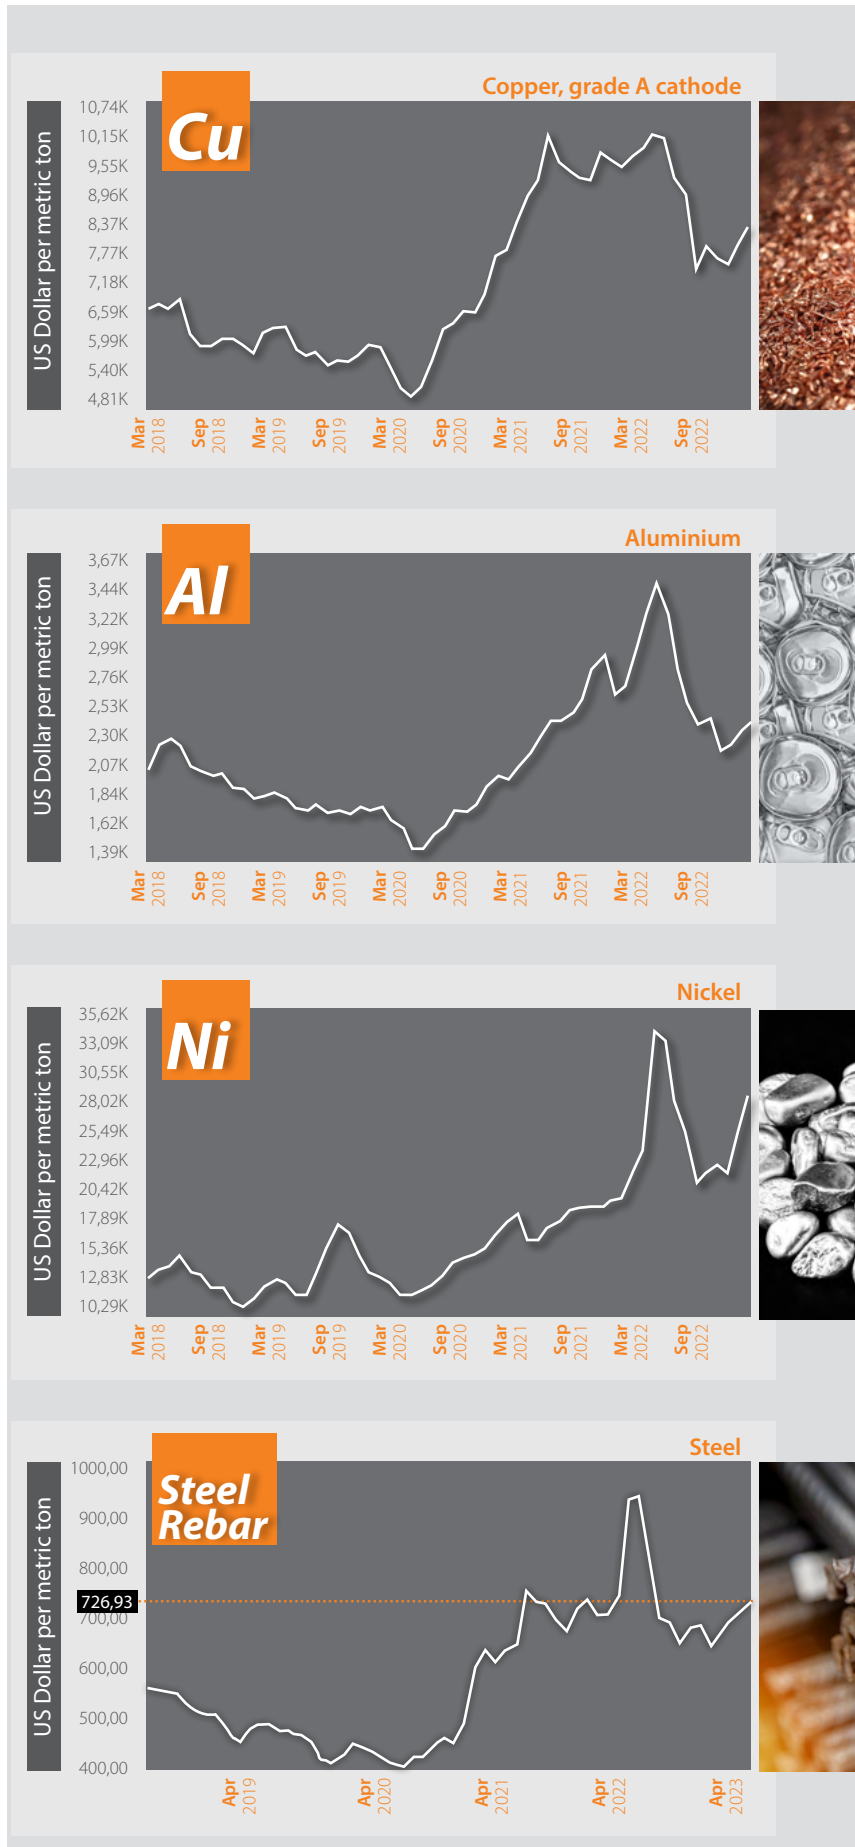 Copper, grade A cathode
Cu
US Dollar per metric ton
10,74K
10,15K
9,55K
8,96K
8,37K
7,77K
7,18K
6,59K
5,99K
5,40K
4,81K
Mar 2018
Sep 2018
Mar 2019
Sep 2019
Mar 2020
Sep 2020
Mar 2021
Sep 2021
Mar 2022
Sep 2022
Aluminium
Al
US Dollar per metric ton
3,67K
3,44K
3,22K
2,99K
2,76K
2,53K
2,30K
2,07K
1,84K
1,62K
1,39K
Mar 2018
Sep 2018
Mar 2019
Sep 2019
Mar 2020
Sep 2020
Mar 2021
Sep 2021
Mar 2022
Sep 2022
Nickel
Ni
US Dollar per metric ton
35,62K
33,09K
30,55K
28,02K
25,49K
22,96K
20,42K
17,89K
15,36K
12,83K
10,29K
Mar 2018
Sep 2018
Mar 2019
Sep 2019
Mar 2020
Sep 2020
Mar 2021
Sep 2021
Mar 2022
Sep 2022
Steel
Steel
Rebar
US Dollar per metric ton
1000,00
900,00
800,00
726,93
700,00
600,00
500,00
400,00
Apr 2019
Apr 2020
Apr 2021
Apr 2022
Apr 2023